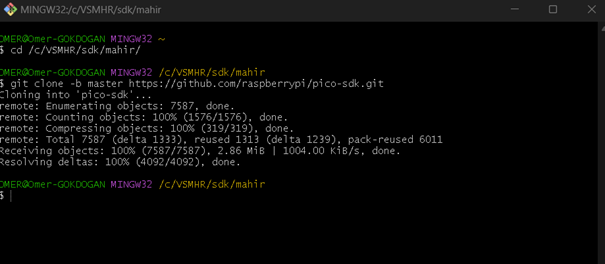 MINGW32:/c/VSMHR/sdk/mahir
OMER@Omer-GOKDOGAN MINGW32 ~
$ cd /c/VSMHR/sdk/mahir/
OMER@Omer-GOKDOGAN MINGW32 /c/VSMHR/sdk/mahir
$ git clone -b master https://github.com/raspberrypi/pico-sdk.git
Cloning into 'pico-sdk'...
remote: Enumerating objects: 7587, done.
remote: Counting objects: 100% (1576/1576), done.
remote: Compressing objects: 100% (319/319), done.
remote: Total 7587 (delta 1333), reused 1313 (delta 1239), pack-reused 6011
Receiving objects: 100% (7587/7587), 2.86 MiB | 1004.00 KiB/s, done.
Resolving deltas: 100% (4092/4092), done.
OMER@Omer-GOKDOGAN MINGW32 /c/VSMHR/sdk/mahir
$